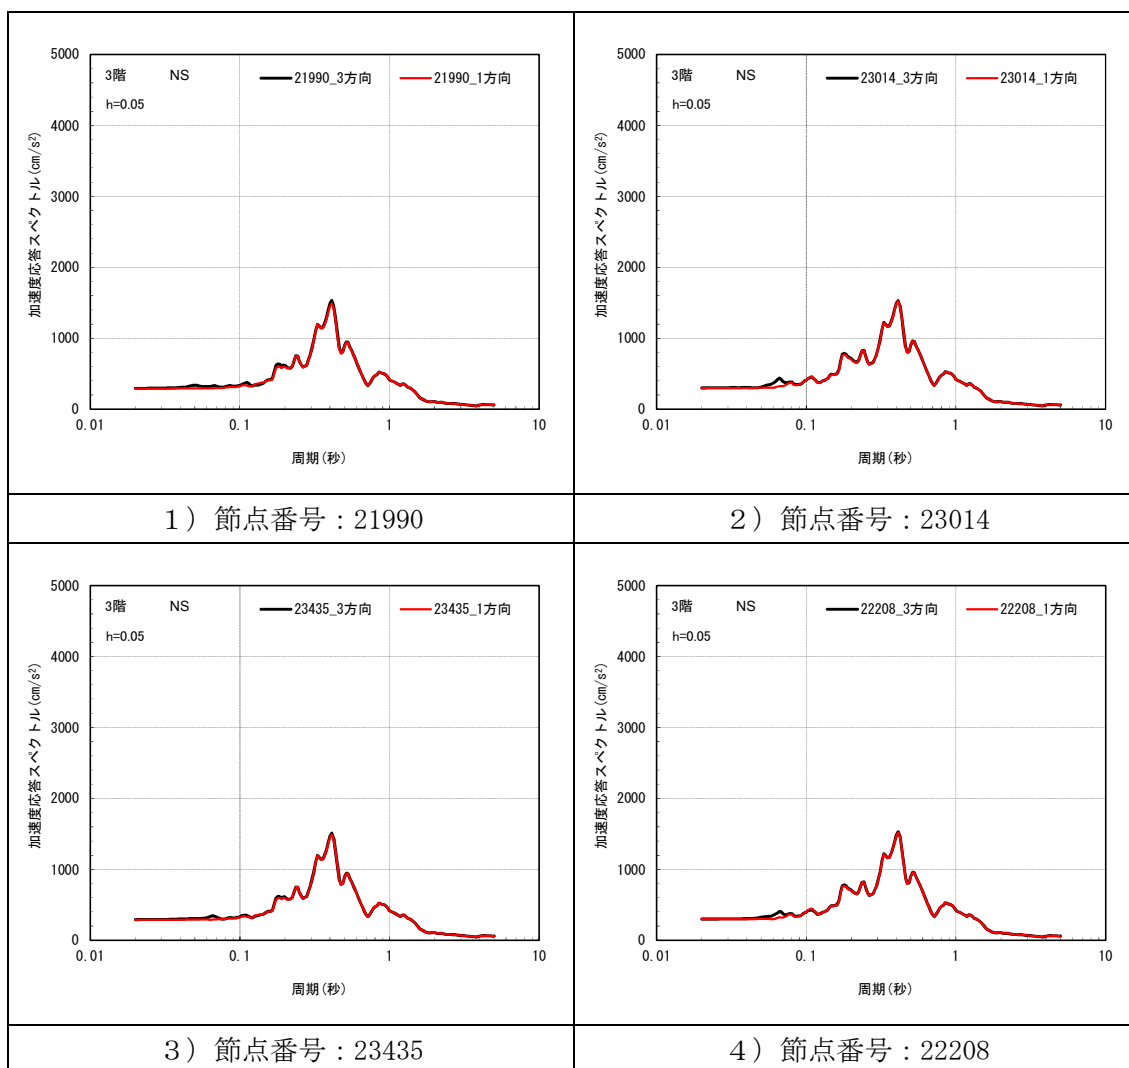 5000
4000
3000
2000
1000
0
加速度応答スペクトル(cm/s²)
3階 NS
h=0.05
21990_3方向 21990_1方向
0.01 0.1 1 10
周期(秒)
5000
4000
3000
2000
1000
0
加速度応答スペクトル(cm/s²)
3階 NS
h=0.05
23014_3方向 23014_1方向
0.01 0.1 1 10
周期(秒)
1)節点番号:21990
2)節点番号:23014
5000
4000
3000
2000
1000
0
加速度応答スペクトル(cm/s²)
3階 NS
h=0.05
23435_3方向 23435_1方向
0.01 0.1 1 10
周期(秒)
5000
4000
3000
2000
1000
0
加速度応答スペクトル(cm/s²)
3階 NS
h=0.05
22208_3方向 22208_1方向
0.01 0.1 1 10
周期(秒)
3)節点番号:23435
4)節点番号:22208